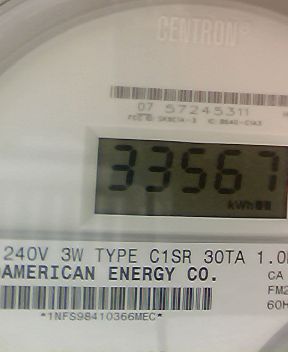 CENTRON®
07 57245311
33567
kWh
240V 3W TYPE C1SR 30TA 1.0
AMERICAN ENERGY CO.
CA
FM2
60H
*1NFS98410366MEC*